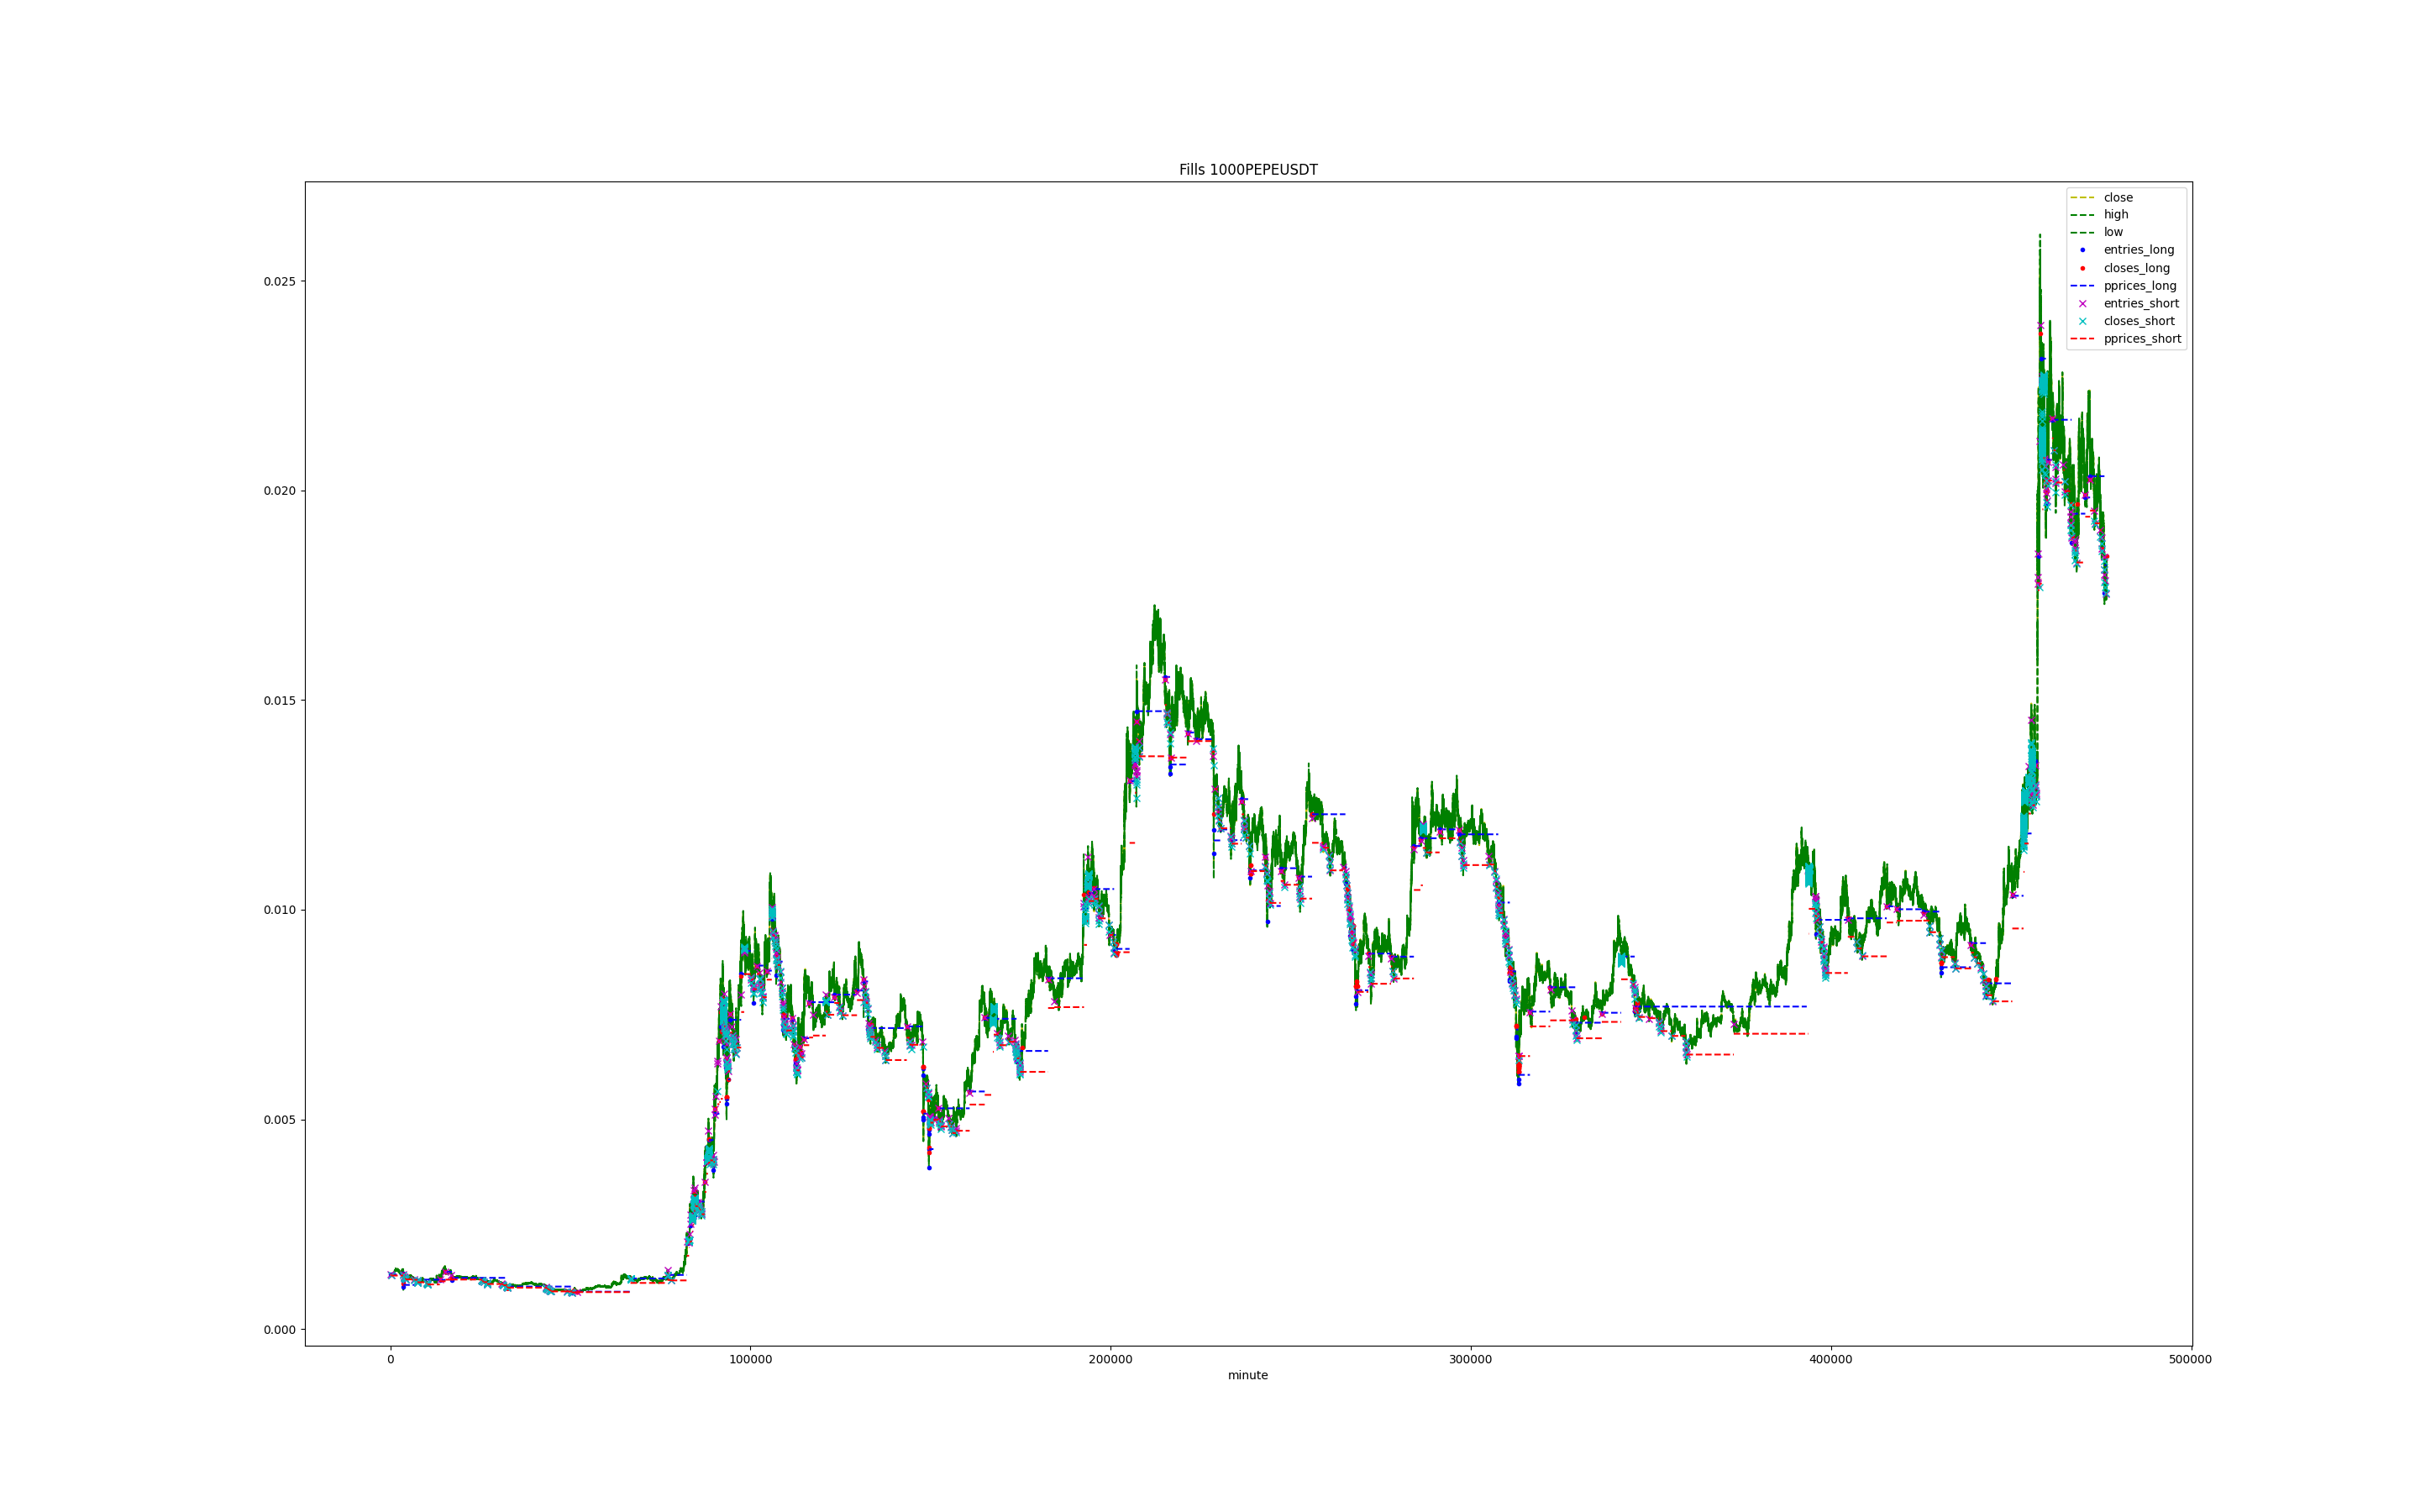 Fills 1000PEPEUSDT
close
high
low
entries_long
closes_long
pprices_long
entries_short
closes_short
pprices_short
0.025
0.020
0.015
0.010
0.005
0.000
0
100000
200000
300000
400000
500000
minute